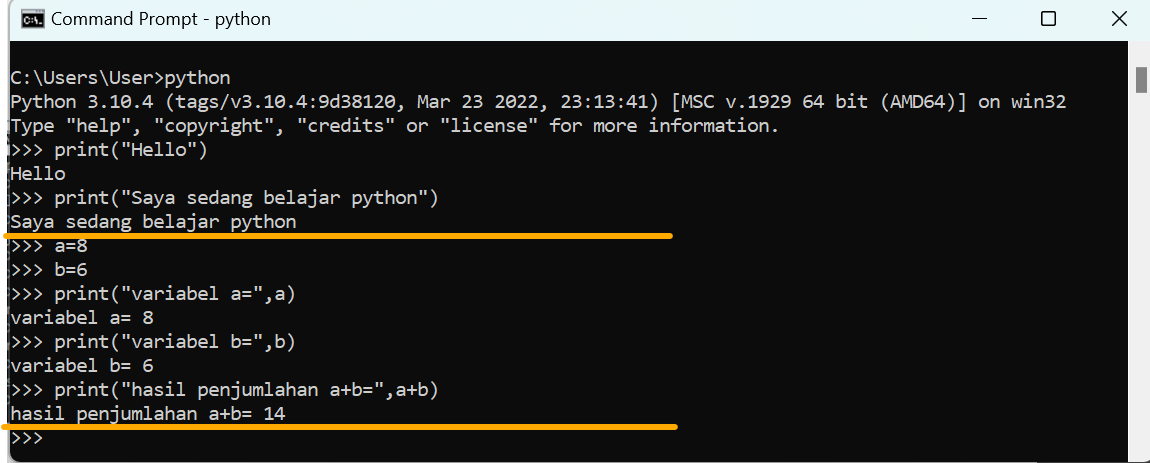 Command Prompt - python
C:\Users\User>python
Python 3.10.4 (tags/v3.10.4:9d38120, Mar 23 2022, 23:13:41) [MSC v.1929 64 bit (AMD64)] on win32
Type "help", "copyright", "credits" or "license" for more information.
>>> print("Hello")
Hello
>>> print("Saya sedang belajar python")
Saya sedang belajar python
>>> a=8
>>> b=6
>>> print("variabel a=",a)
variabel a= 8
>>> print("variabel b=",b)
variabel b= 6
>>> print("hasil penjumlahan a+b=",a+b)
hasil penjumlahan a+b= 14
>>>